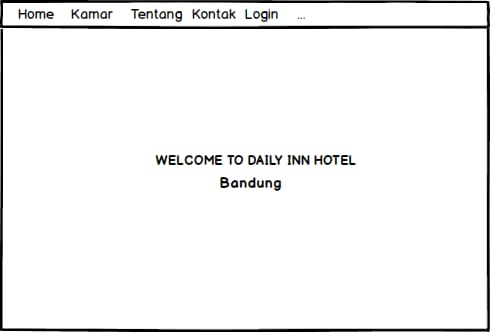 Home Kamar Tentang Kontak Login ...
WELCOME TO DAILY INN HOTEL
Bandung